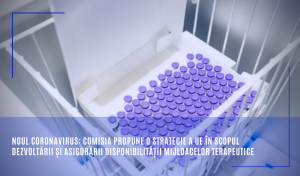 NOUL CORONAVIRUS: COMISIA PROPUNE O STRATEGIE A UE ÎN SCOPUL
DEZVOLTĂRII ȘI ASIGURĂRII DISPONIBILITĂȚII MIJLOACELOR TERAPEUTICE